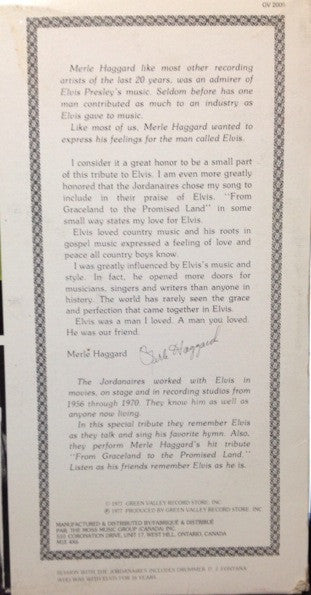 GV 2001
Merle Haggard like most other recording
artists of the last 20 years, was an admirer of
Elvis Presley's music. Seldom before has one
man contributed as much to an industry as
Elvis gave to music.
Like most of us, Merle Haggard wanted to
express his feelings for the man called Elvis.
I consider it a great honor to be a small part
of this tribute to Elvis. I am even more greatly
honored that the Jordanaires chose my song to
include in their praise of Elvis. "From
Graceland to the Promised Land" in some
small way states my love for Elvis.
Elvis loved country music and his roots in
gospel music expressed a feeling of love and
peace all country boys know.
I was greatly influenced by Elvis's music and
style. In fact, he opened more doors for
musicians, singers and writers than anyone in
history. The world has rarely seen the grace
and perfection that came together in Elvis.
Elvis was a man I loved. A man you loved.
He was our friend.
Merle Haggard Merle Haggard
The Jordanaires worked with Elvis in
movies, on stage and in recording studios from
1956 through 1970. They know him as well as
anyone now living.
In this special tribute they remember Elvis
as they talk and sing his favorite hymn. Also,
they perform Merle Haggard's hit tribute
"From Graceland to the Promised Land."
Listen as his friends remember Elvis as he is.
© 1977 GREEN VALLEY RECORD STORE, INC.
℗ 1977 PRODUCED BY GREEN VALLEY RECORD STORE, INC
MANUFACTURED & DISTRIBUTED BY/FABRIQUÉ & DISTRIBUÉ
PAR: THE MOSS MUSIC GROUP (CANADA) INC.
510 CORONATION DRIVE, UNIT 17, WEST HILL, ONTARIO, CANADA
M1E 4X6
SESSION WITH THE JORDANAIRES INCLUDES DRUMMER D. J. FONTANA
WHO WAS WITH ELVIS FOR 16 YEARS.